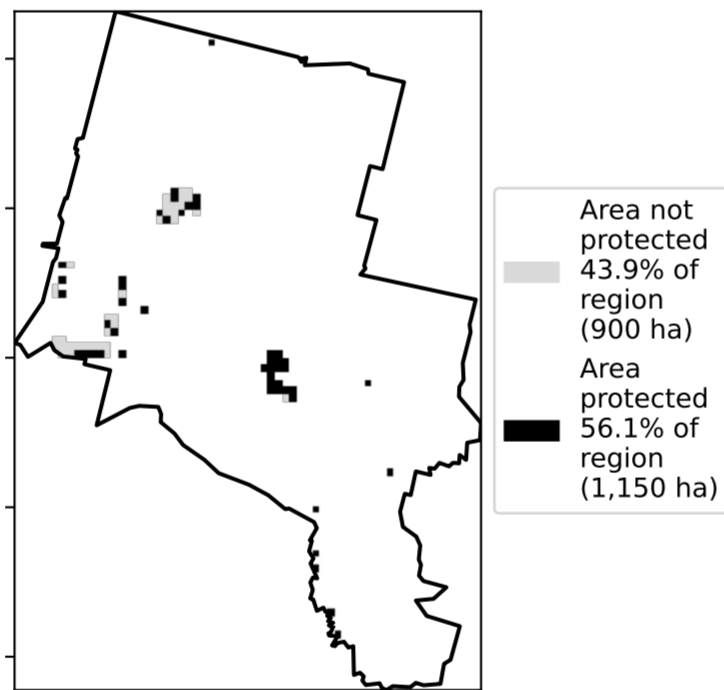 Area not
protected
43.9% of
region
(900 ha)
Area
protected
56.1% of
region
(1,150 ha)